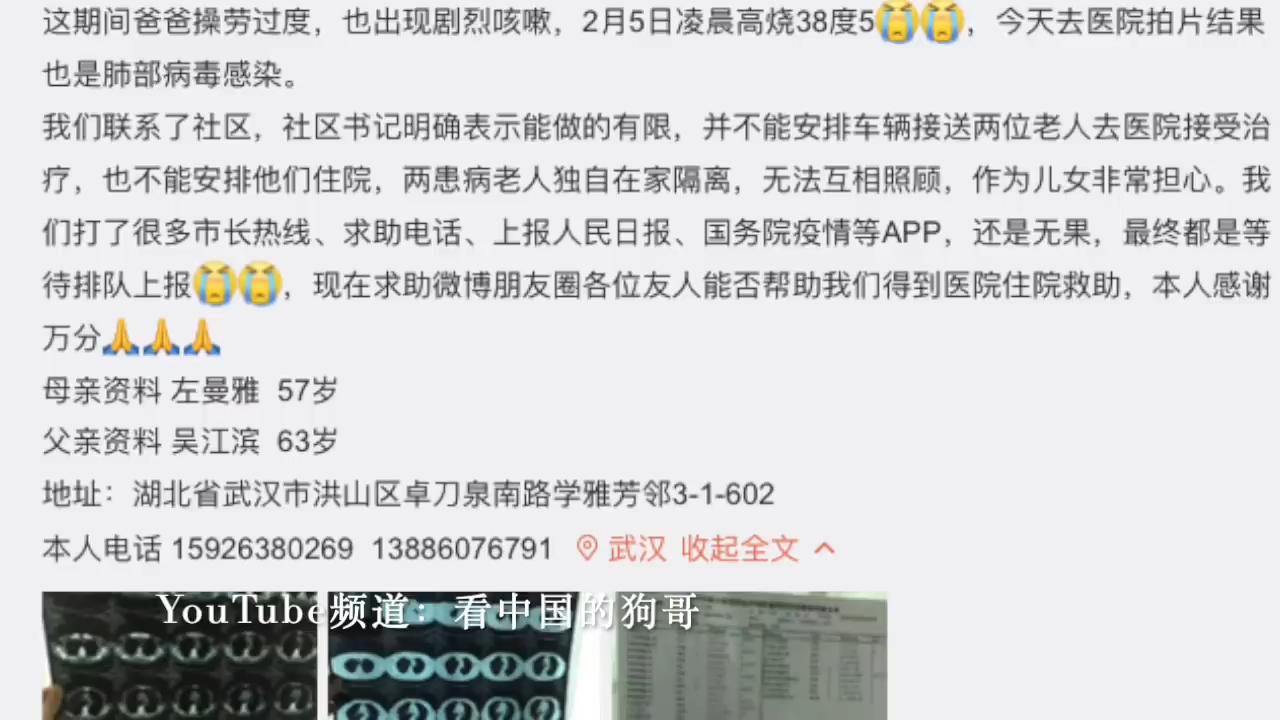 这期间爸爸操劳过度，也出现剧烈咳嗽，2月5日凌晨高烧38度5😭😭，今天去医院拍片结果
也是肺部病毒感染。
我们联系了社区，社区书记明确表示能做的有限，并不能安排车辆接送两位老人去医院接受治
疗，也不能安排他们住院，两患病老人独自在家隔离，无法互相照顾，作为儿女非常担心。我
们打了很多市长热线、求助电话、上报人民日报、国务院疫情等APP，还是无果，最终都是等
待排队上报😭😭，现在求助微博朋友圈各位友人能否帮助我们得到医院住院救助，本人感谢
万分🙏🙏🙏
母亲资料 左曼雅 57岁
父亲资料 吴江滨 63岁
地址：湖北省武汉市洪山区卓刀泉南路学雅芳邻3-1-602
本人电话 15926380269 13886076791 武汉 收起全文
YouTube频道：看中国的狗哥